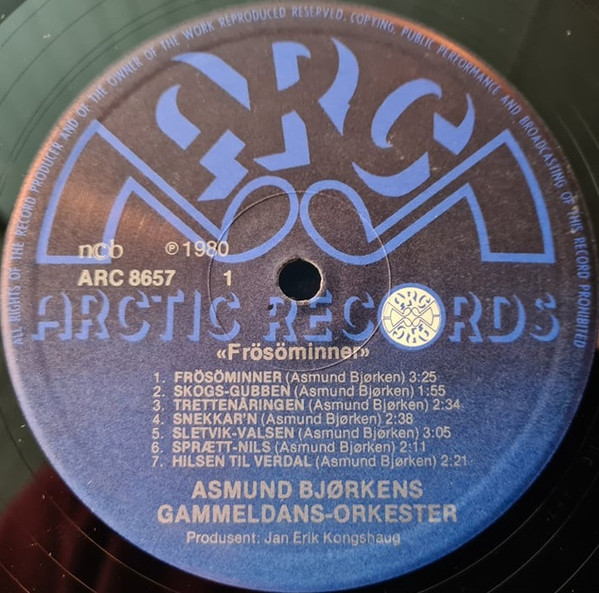 ALL RIGHTS OF THE RECORD PRODUCER AND OF THE OWNER OF THE WORK REPRODUCED RESERVED. COPYING, PUBLIC PERFORMANCE AND BROADCASTING OF THIS RECORD PROHIBITED
ARC
ncb ℗ 1980
ARC 8657 1
ARCTIC RECORDS
ARC
ARC
«Frösöminner»
1. FRÖSÖMINNER (Asmund Bjørken) 3:25
2. SKOGS-GUBBEN (Asmund Bjørken) 1:55
3. TRETTENÅRINGEN (Asmund Bjørken) 2:34
4. SNEKKAR'N (Asmund Bjørken) 2:38
5. SLETVIK-VALSEN (Asmund Bjørken) 3:05
6. SPRÆTT-NILS (Asmund Bjørken) 2:11
7. HILSEN TIL VERDAL (Asmund Bjørken) 2:21
ASMUND BJØRKENS
GAMMELDANS-ORKESTER
Produsent: Jan Erik Kongshaug